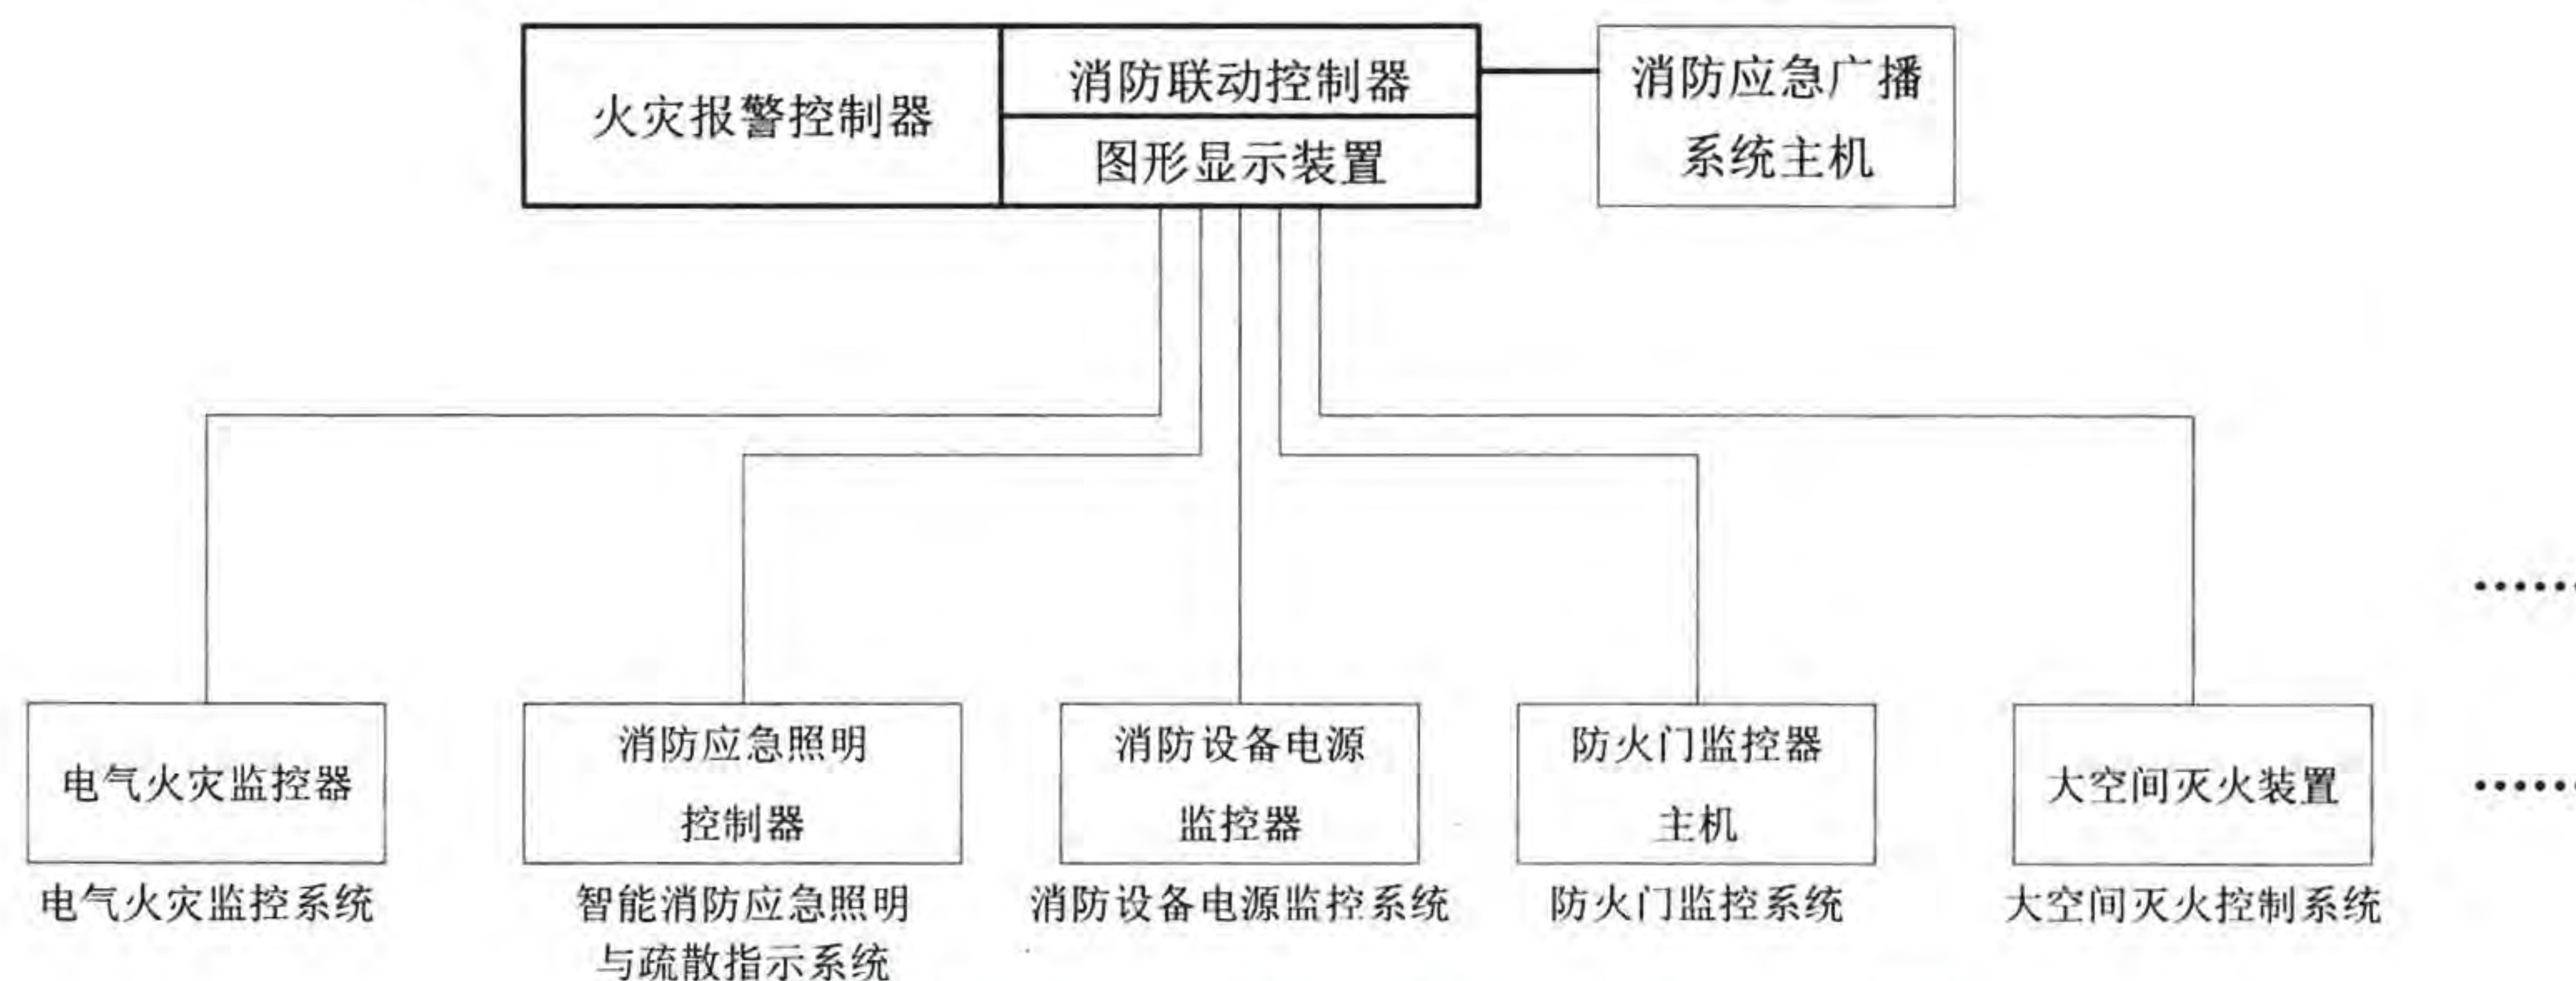 火灾报警控制器
消防联动控制器
图形显示装置
消防应急广播
系统主机
电气火灾监控器
消防应急照明
控制器
消防设备电源
监控器
防火门监控器
主机
大空间灭火装置
……
……
电气火灾监控系统
智能消防应急照明
与疏散指示系统
消防设备电源监控系统
防火门监控系统
大空间灭火控制系统